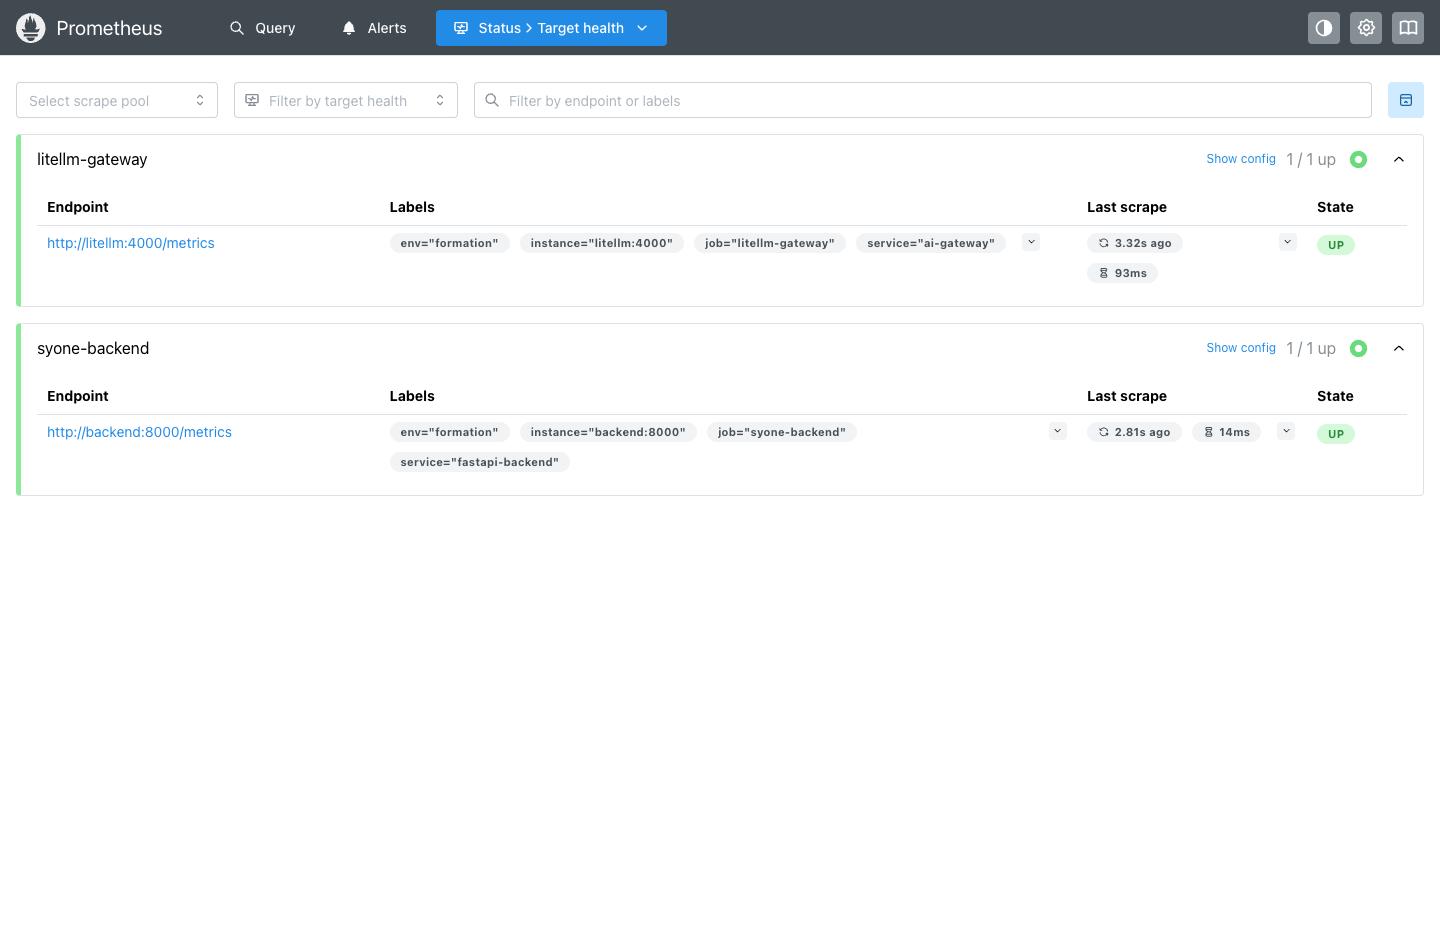 Prometheus
Query
Alerts
Status > Target health
Select scrape pool
Filter by target health
Filter by endpoint or labels
litellm-gateway
Show config 1 / 1 up
Endpoint Labels Last scrape State
http://litellm:4000/metrics env="formation" instance="litellm:4000" job="litellm-gateway" service="ai-gateway" 3.32s ago UP
93ms
syone-backend
Show config 1 / 1 up
Endpoint Labels Last scrape State
http://backend:8000/metrics env="formation" instance="backend:8000" job="syone-backend" 2.81s ago 14ms UP
service="fastapi-backend"